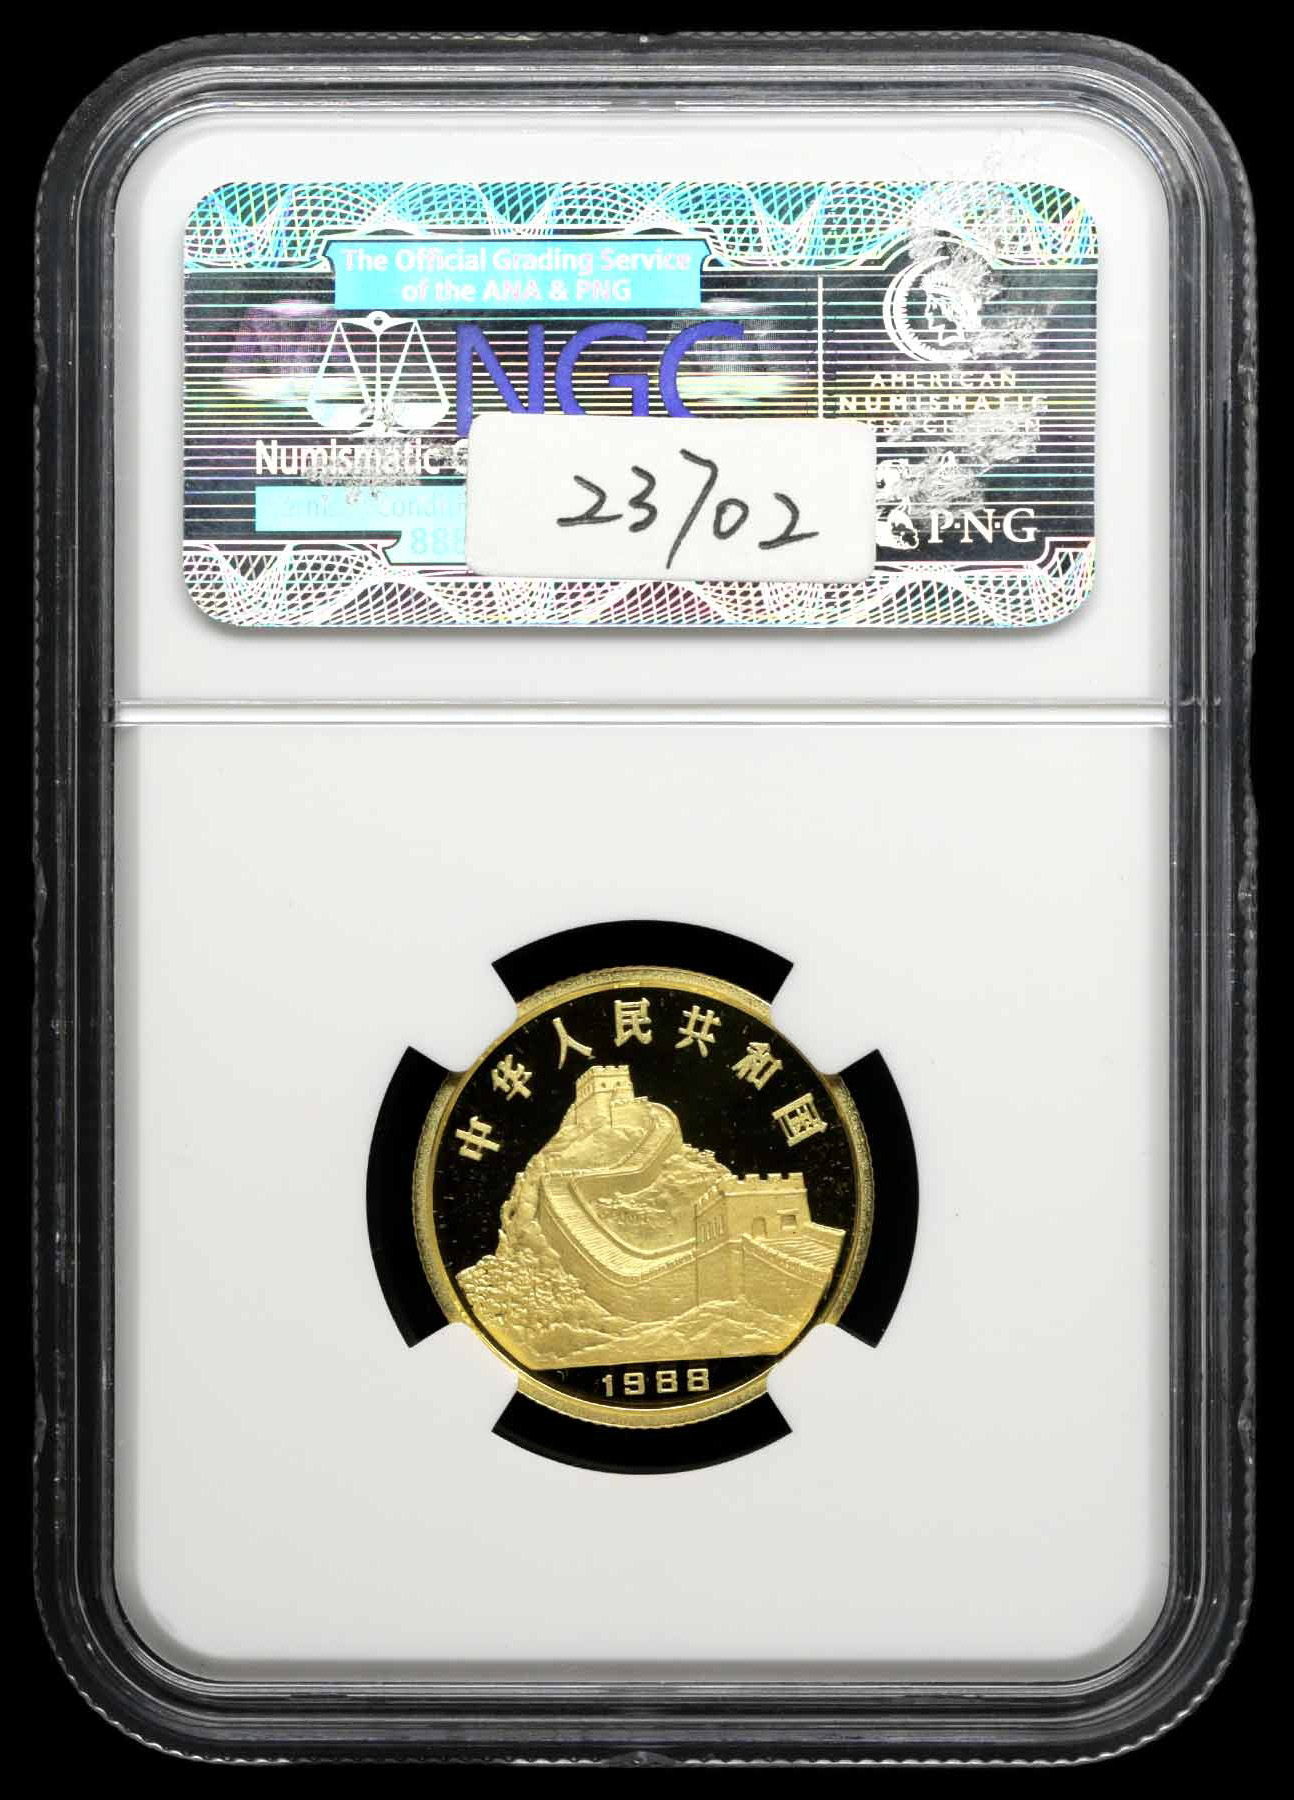 The Official Grading Service
of the ANA & PNG
NGC
Numismatic
AMERICAN
NUMISMATIC
P·N·G
23702
中华人民共和国
1988